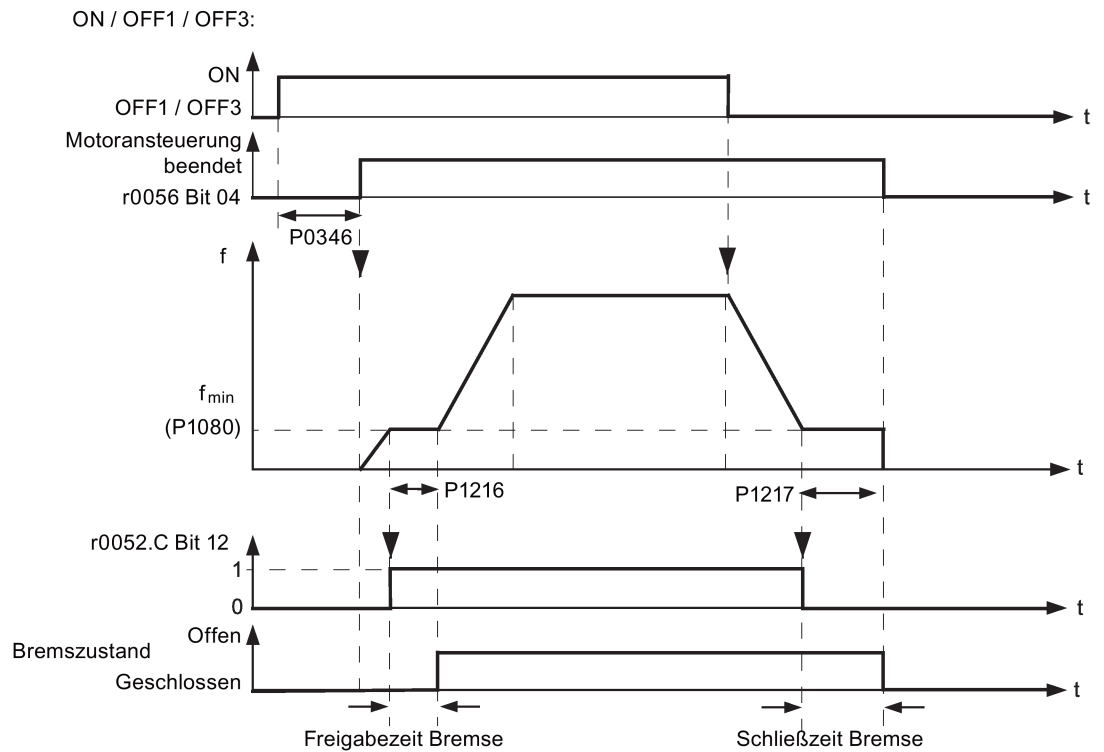 ON / OFF1 / OFF3:
ON
OFF1 / OFF3
t
Motoransteuerung
beendet
r0056 Bit 04
t
P0346
f
fmin
(P1080)
t
P1216
P1217
r0052.C Bit 12
1
0
t
Offen
Bremszustand
Geschlossen
t
Freigabezeit Bremse
Schließzeit Bremse